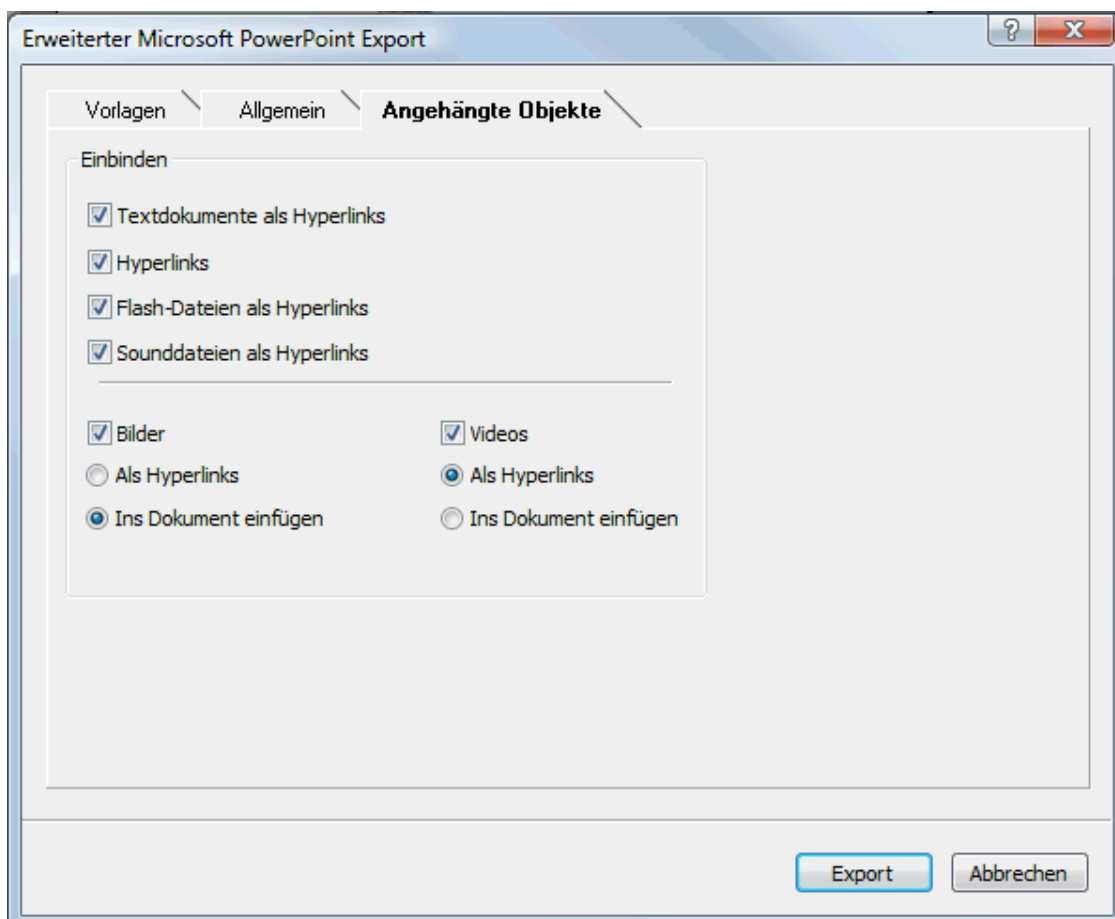 Erweiterter Microsoft PowerPoint Export
?
X
Vorlagen Allgemein Angehängte Objekte
Einbinden
Textdokumente als Hyperlinks
Hyperlinks
Flash-Dateien als Hyperlinks
Sounddateien als Hyperlinks
Bilder Videos
Als Hyperlinks Als Hyperlinks
Ins Dokument einfügen Ins Dokument einfügen
Export Abbrechen